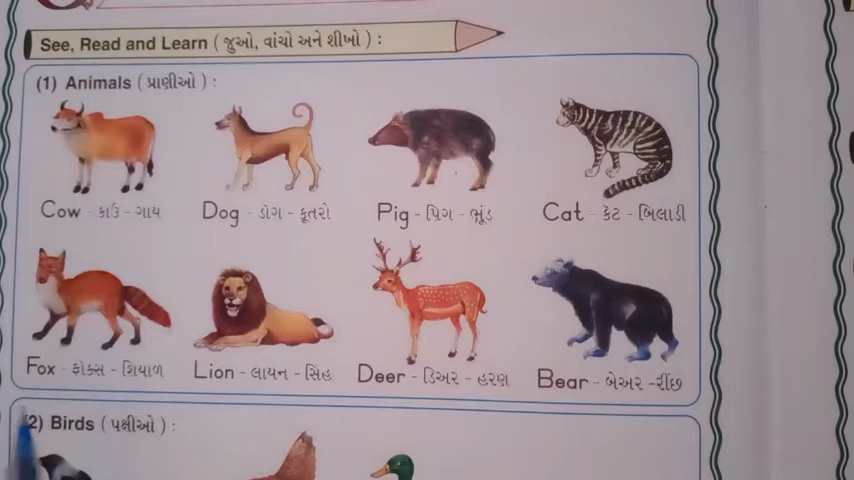 See, Read and Learn ( જુઓ, વાંચો અને શીખો ) :
(1) Animals ( પ્રાણીઓ ) :
Cow - કાઉ - ગાય
Dog - ડૉગ - કૂતરો
Pig - પિગ - ભૂંડ
Cat - કૅટ - બિલાડી
Fox - ફોક્સ - શિયાળ
Lion - લાયન - સિંહ
Deer - ડિઅર - હરણ
Bear - બેઅર - રીંછ
2) Birds ( પક્ષીઓ ) :